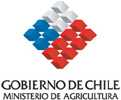 GOBIERNO DE CHILE
MINISTERIO DE AGRICULTURA